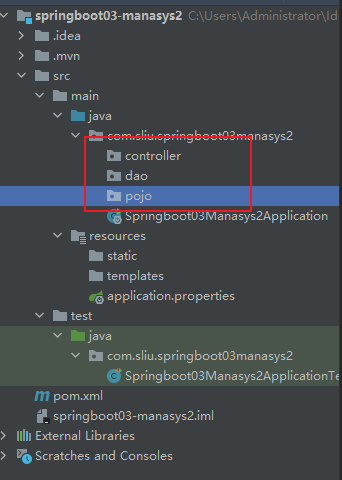 springboot03-manasys2 C:\Users\Administrator\Id
.idea
.mvn
src
main
java
com.sliu.springboot03manasys2
controller
dao
pojo
Springboot03Manasys2Application
resources
static
templates
application.properties
test
java
com.sliu.springboot03manasys2
Springboot03Manasys2ApplicationTe
pom.xml
springboot03-manasys2.iml
External Libraries
Scratches and Consoles